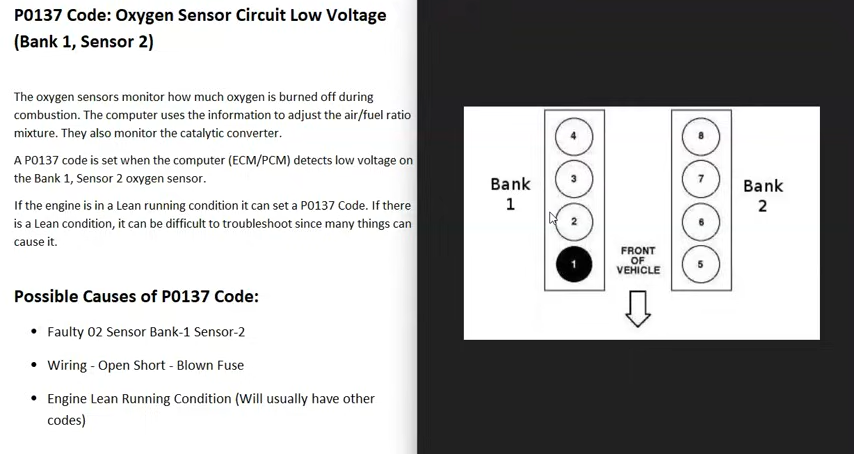 P0137 Code: Oxygen Sensor Circuit Low Voltage
(Bank 1, Sensor 2)
The oxygen sensors monitor how much oxygen is burned off during
combustion. The computer uses the information to adjust the air/fuel ratio
mixture. They also monitor the catalytic converter.
A P0137 code is set when the computer (ECM/PCM) detects low voltage on
the Bank 1, Sensor 2 oxygen sensor.
If the engine is in a Lean running condition it can set a P0137 Code. If there
is a Lean condition, it can be difficult to troubleshoot since many things can
cause it.
Possible Causes of P0137 Code:
• Faulty 02 Sensor Bank-1 Sensor-2
• Wiring - Open Short - Blown Fuse
• Engine Lean Running Condition (Will usually have other
codes)
Bank
1
4
3
2
1
FRONT
OF
VEHICLE
8
7
6
5
Bank
2